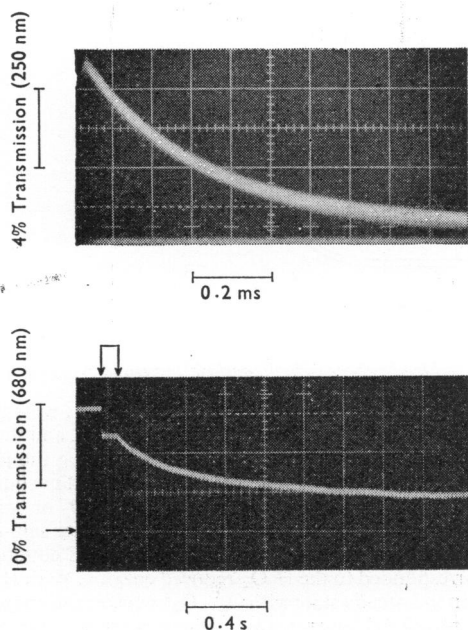 4% Transmission (250 nm)
0.2 ms
10% Transmission (680 nm)
0.4 s